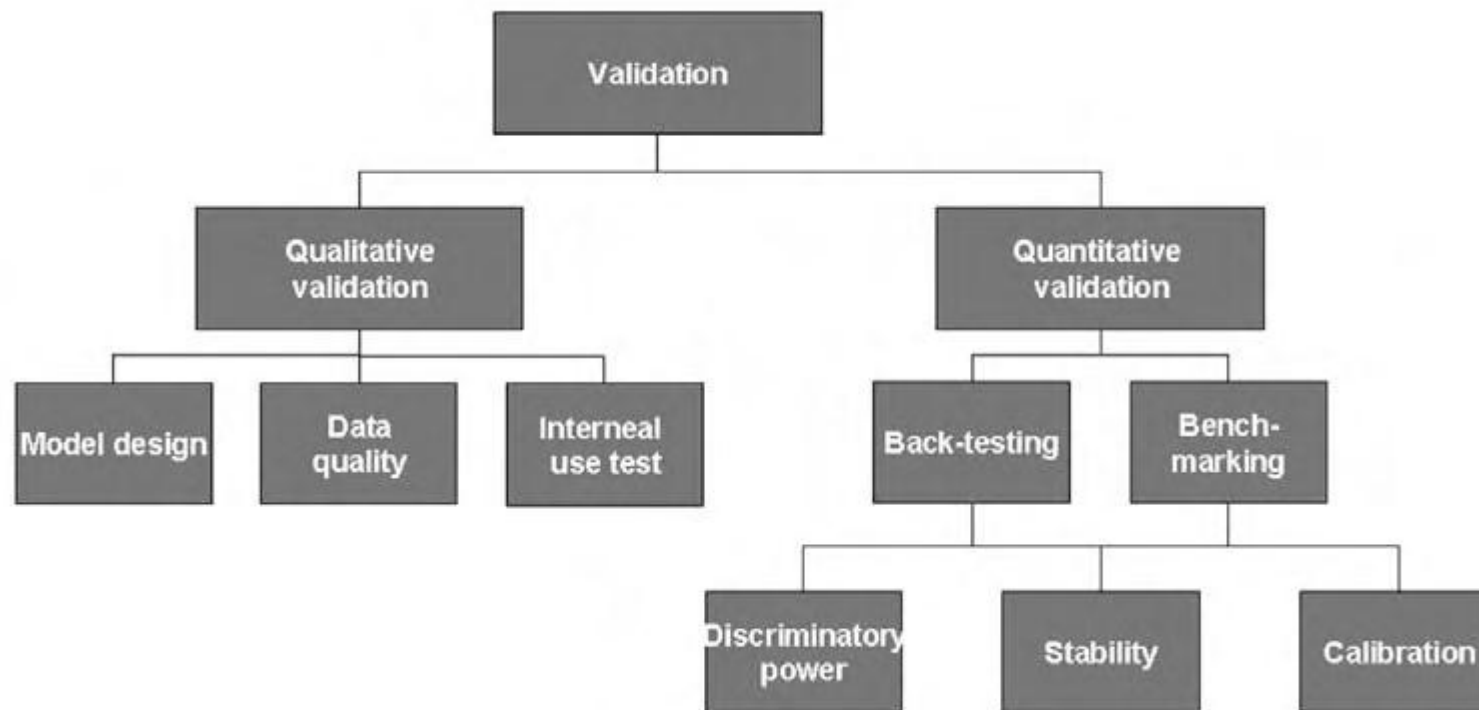 Validation
Qualitative
validation
Quantitative
validation
Model design
Data
quality
Interneal
use test
Back-testing
Bench-
marking
Discriminatory
power
Stability
Calibration